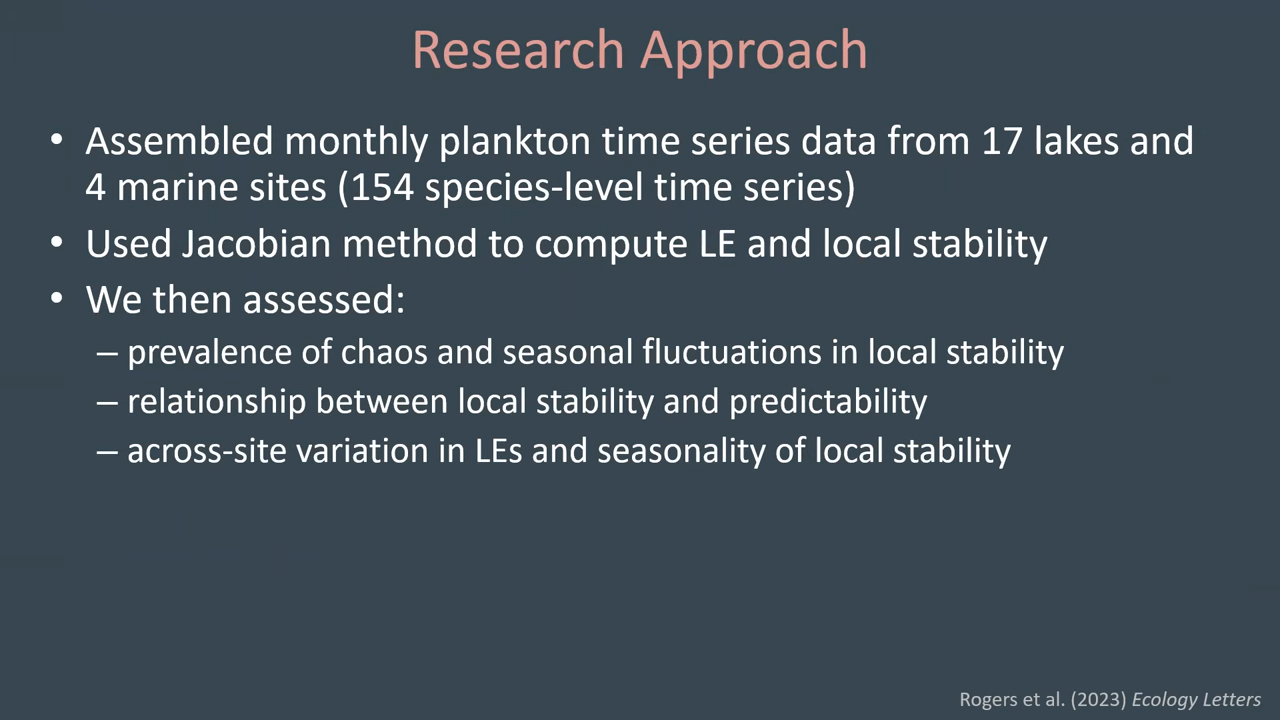 Research Approach
• Assembled monthly plankton time series data from 17 lakes and
4 marine sites (154 species-level time series)
• Used Jacobian method to compute LE and local stability
• We then assessed:
– prevalence of chaos and seasonal fluctuations in local stability
– relationship between local stability and predictability
– across-site variation in LEs and seasonality of local stability
Rogers et al. (2023) Ecology Letters